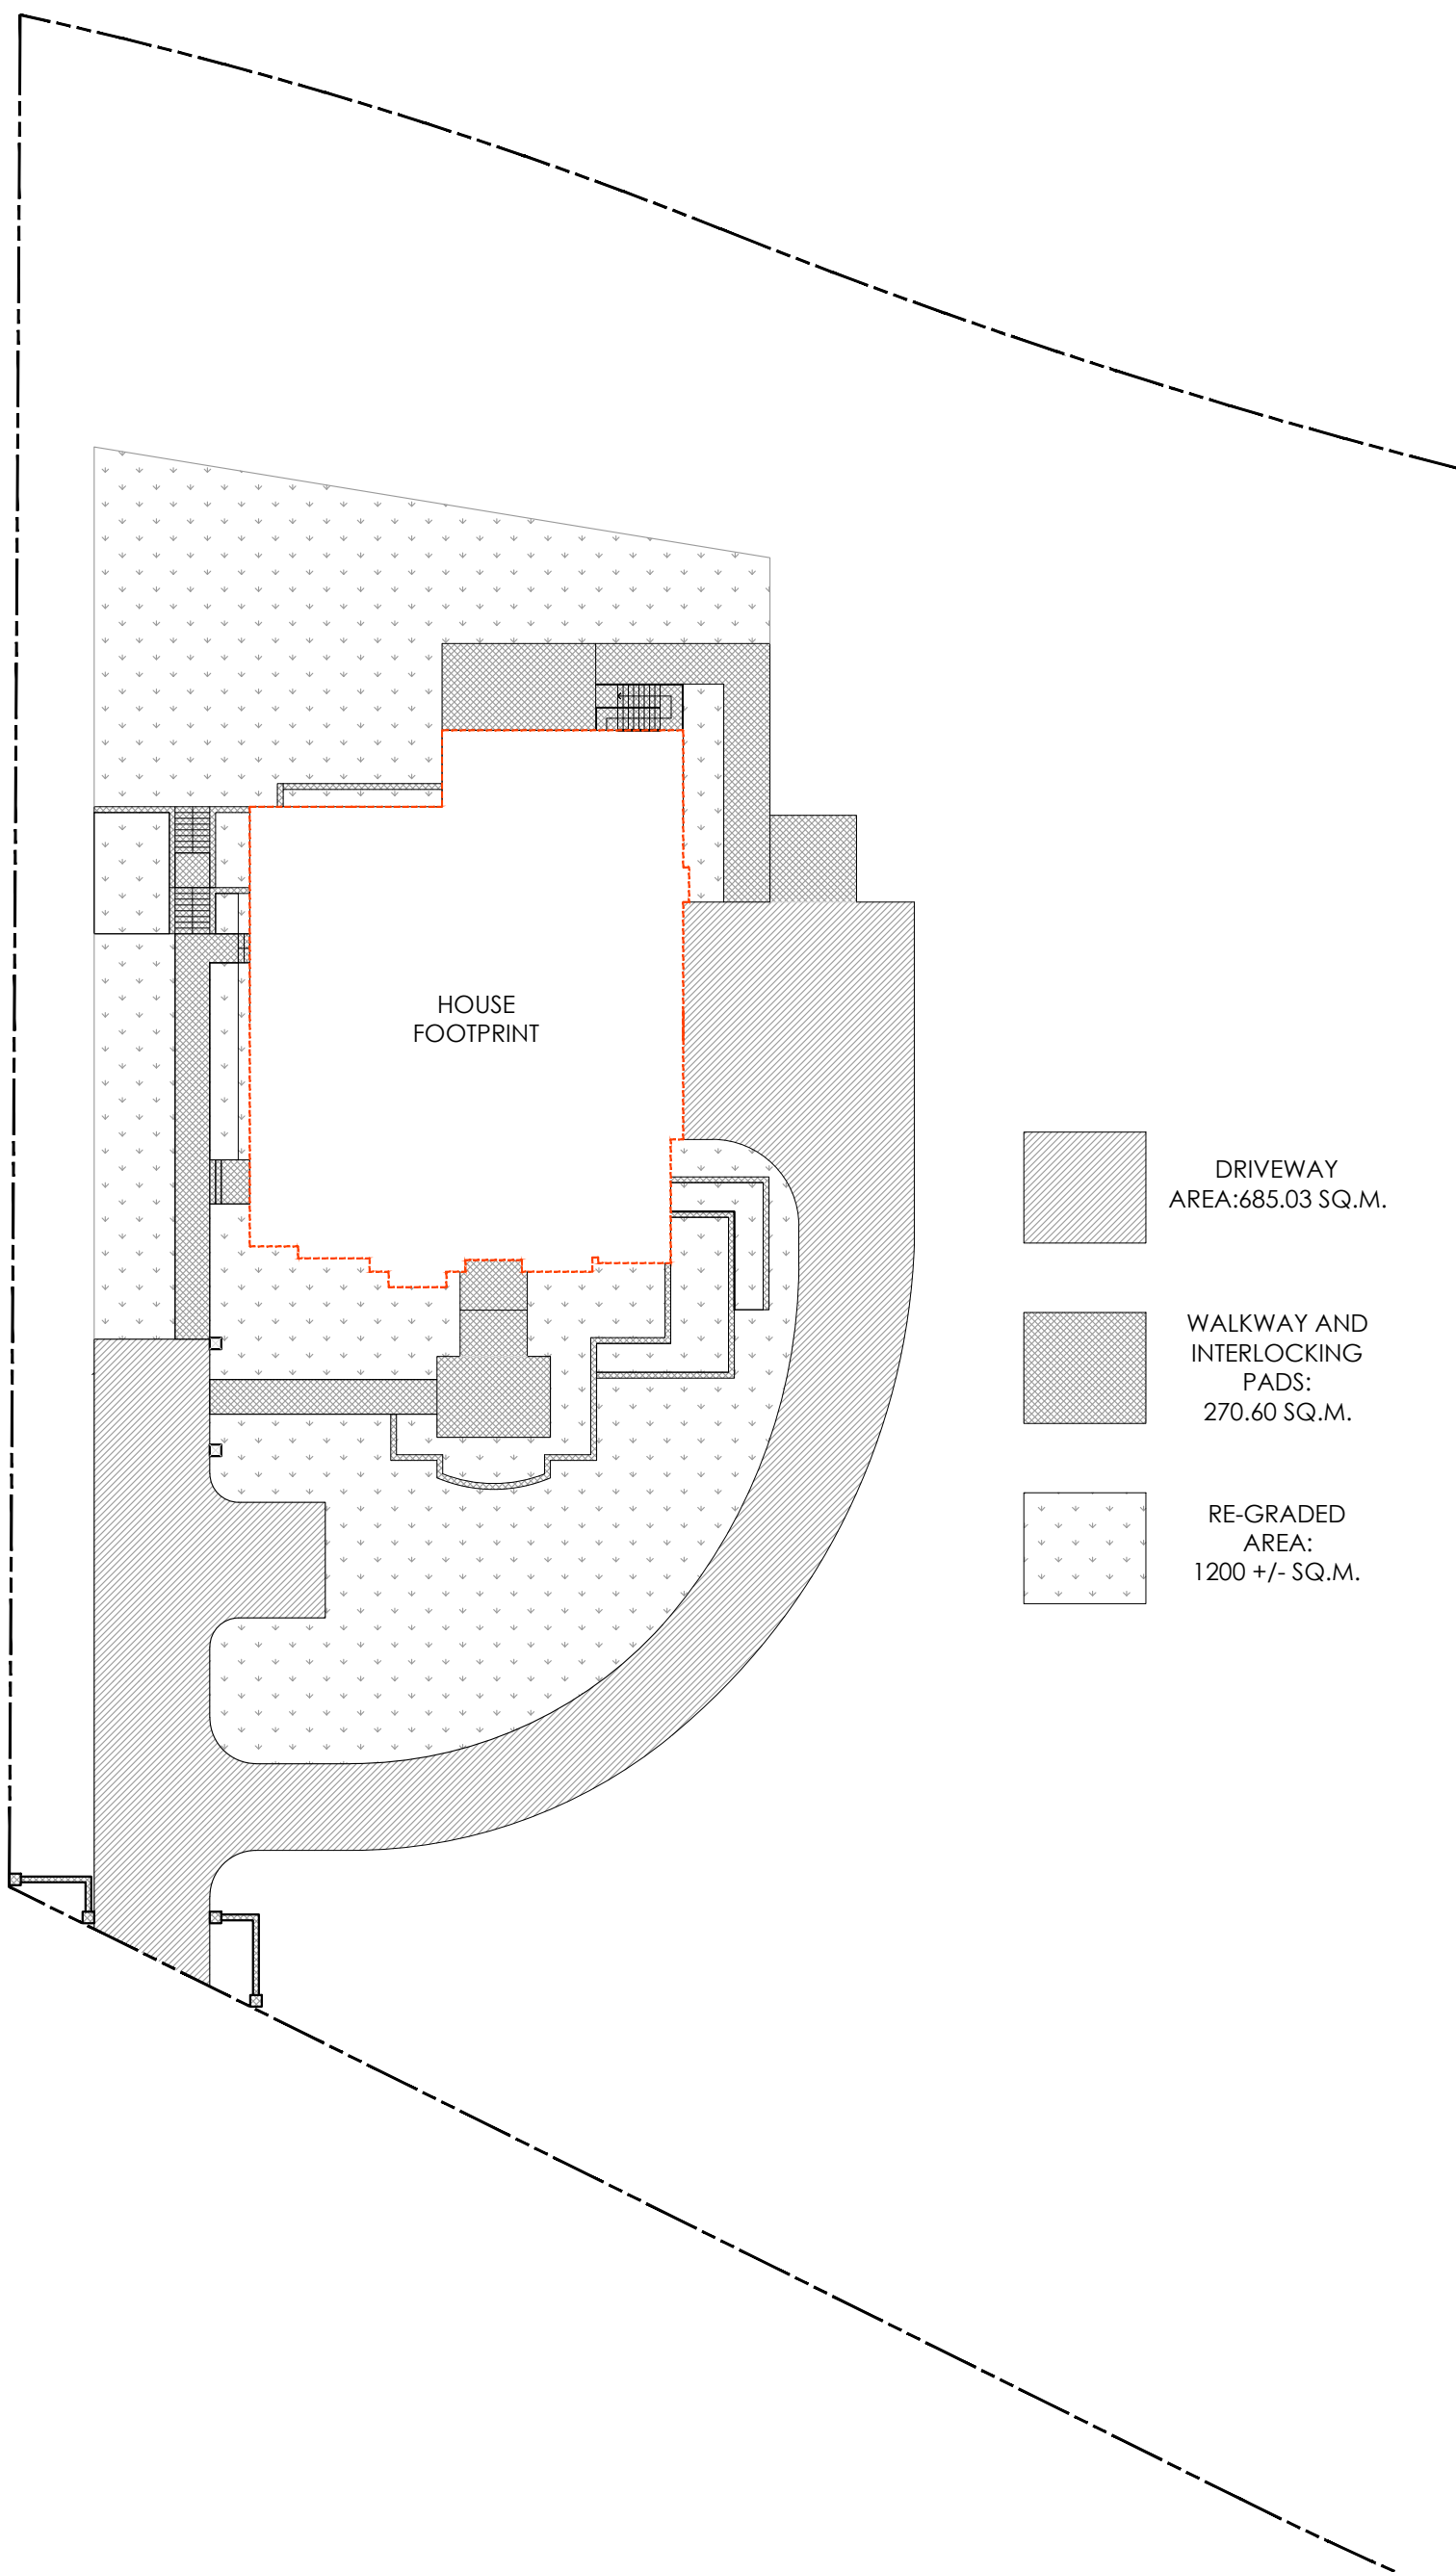 HOUSE
FOOTPRINT
DRIVEWAY
AREA:685.03 SQ.M.
WALKWAY AND
INTERLOCKING
PADS:
270.60 SQ.M.
RE-GRADED
AREA:
1200 +/- SQ.M.